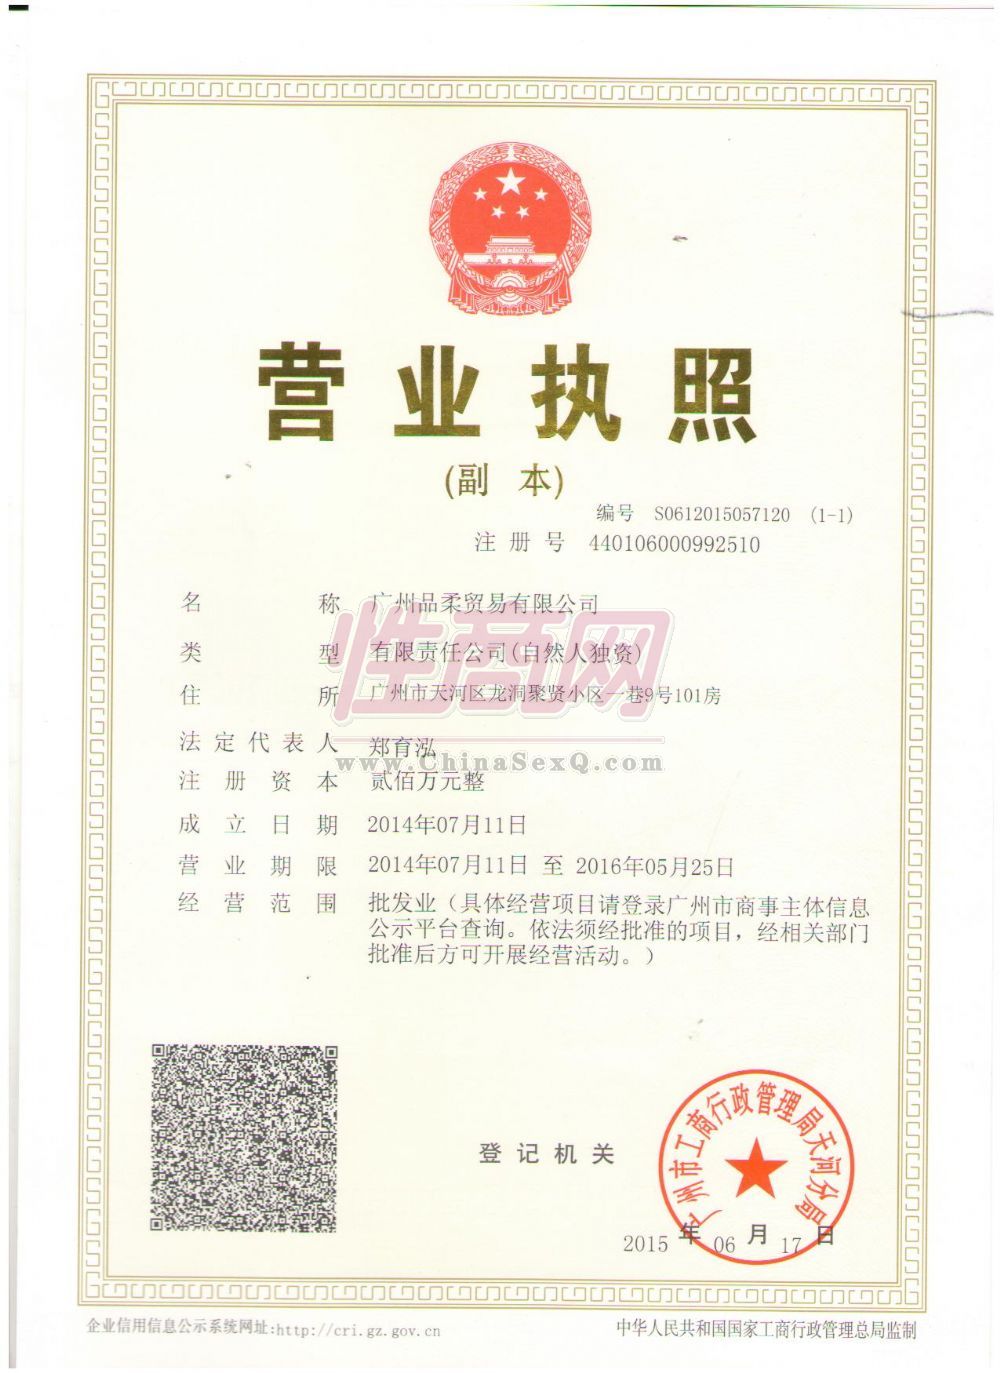 营业执照
(副 本)
编号 S0612015057120 (1-1)
注册号 440106000992510
名称 广州品柔贸易有限公司
类型 有限责任公司(自然人独资)
住所 广州市天河区龙洞聚贤小区一巷9号101房
性商网
法定代表人 郑育泓
www.ChinaSexQ.com
注册资本 贰佰万元整
成立日期 2014年07月11日
营业期限 2014年07月11日 至 2016年05月25日
经营范围 批发业（具体经营项目请登录广州市商事主体信息
公示平台查询。依法须经批准的项目，经相关部门
批准后方可开展经营活动。）
登记机关
广州市工商行政管理局天河分局
2015 年 06 月 17 日
企业信用信息公示系统网址:http://cri.gz.gov.cn
中华人民共和国国家工商行政管理总局监制